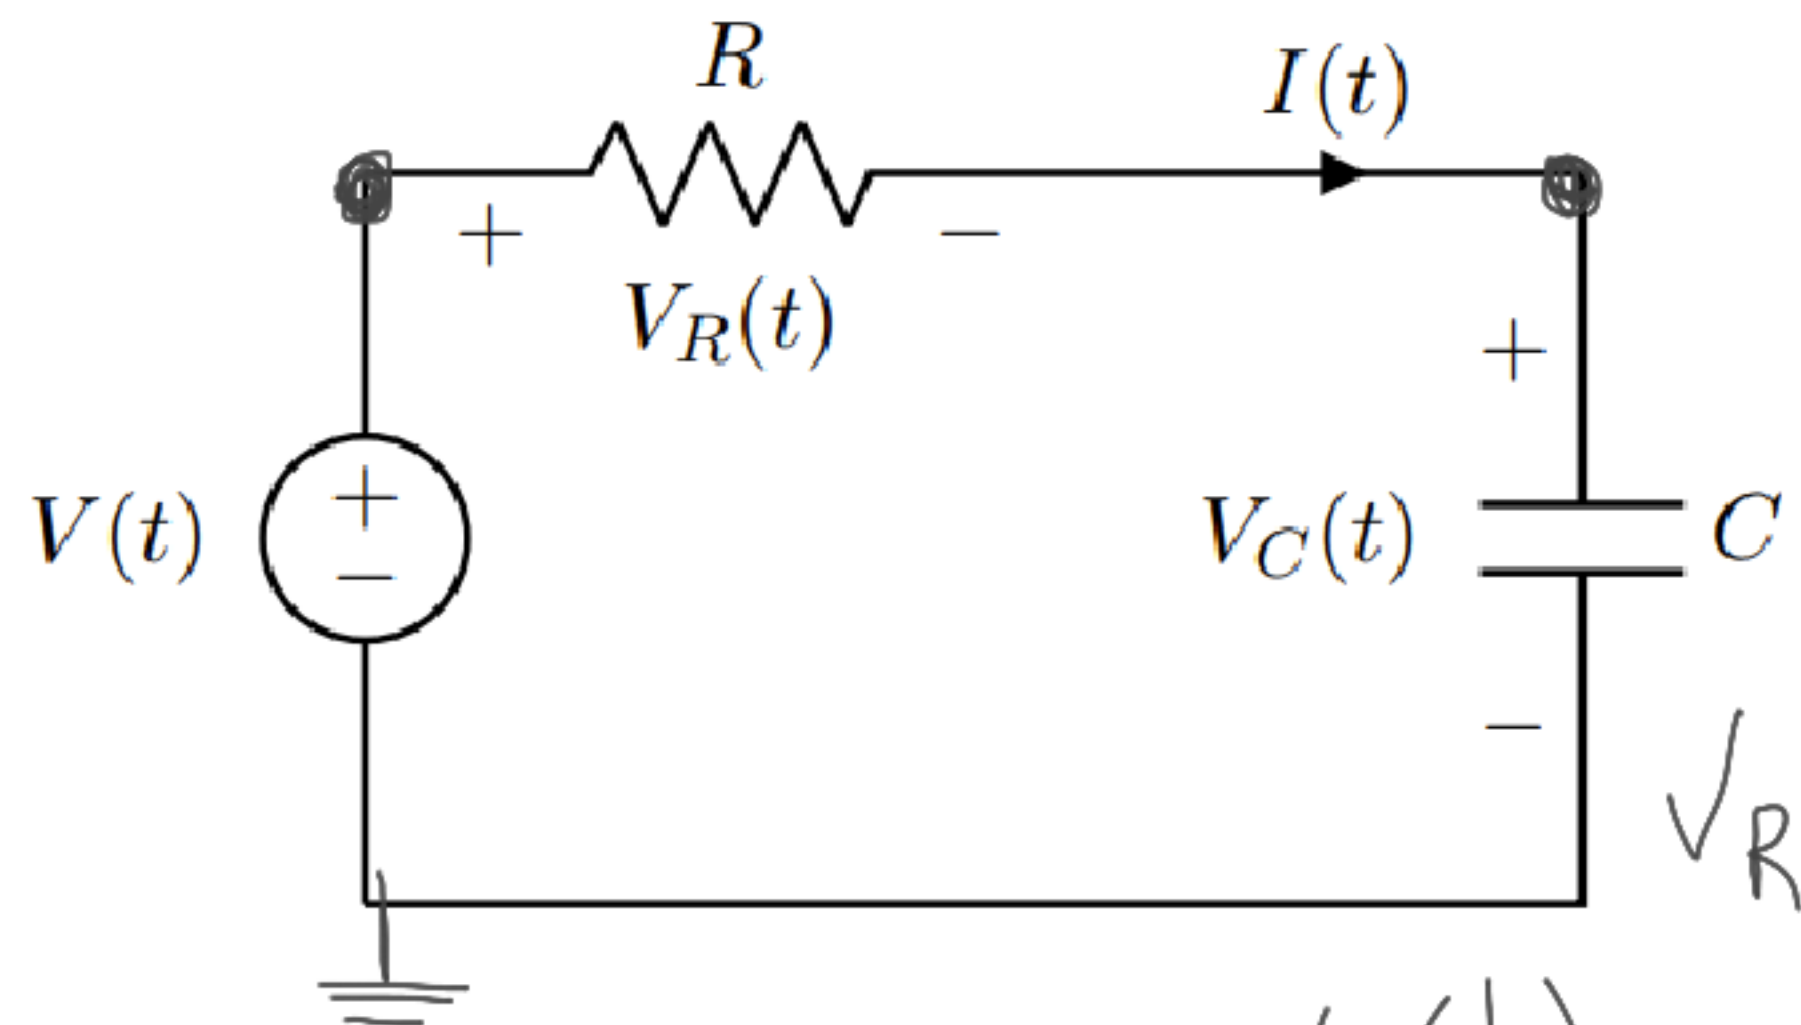 R
I(t)
+ −
V_R(t)
+
V(t) + − V_C(t) C
−
V_R